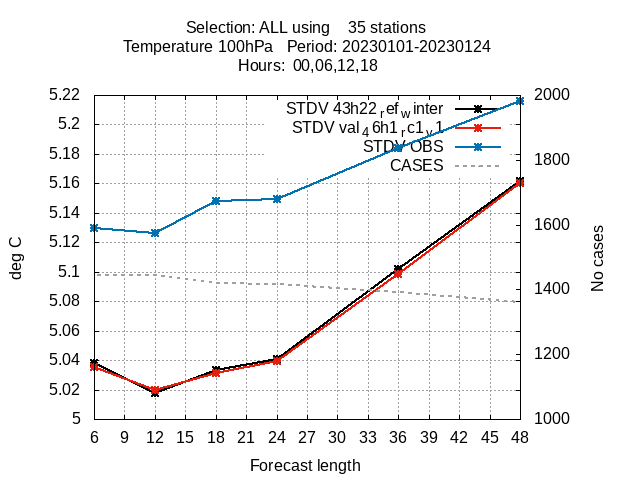 Selection: ALL using    35 stations
Temperature 100hPa   Period: 20230101-20230124
Hours:  00,06,12,18
5.22
5.2
5.18
5.16
5.14
5.12
5.1
5.08
5.06
5.04
5.02
5
2000
1800
1600
1400
1200
1000
STDV 43h22_ref_winter
STDV val_46h1_rc1_v1
STDV OBS
CASES
deg C
No cases
6 9 12 15 18 21 24 27 30 33 36 39 42 45 48
Forecast length